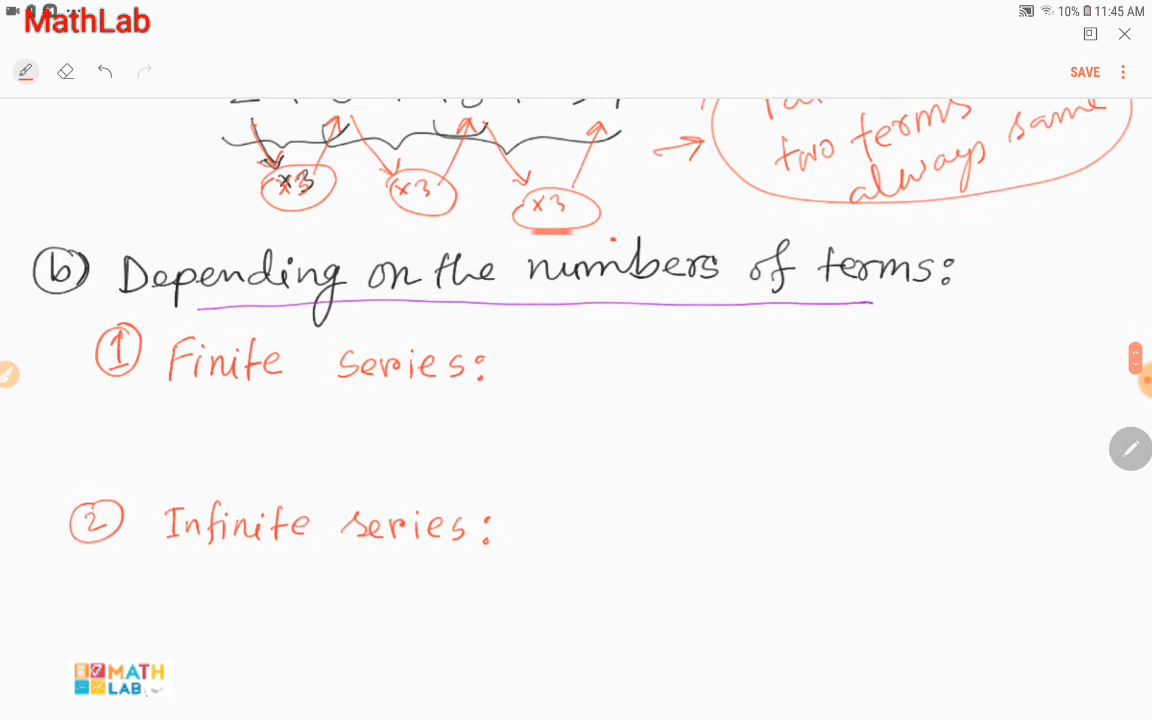 MathLab
10% 11:45 AM
SAVE
two terms
always same
×3 ×3 ×3
(b) Depending on the numbers of terms:
① Finite series:
② Infinite series:
MATH
LAB